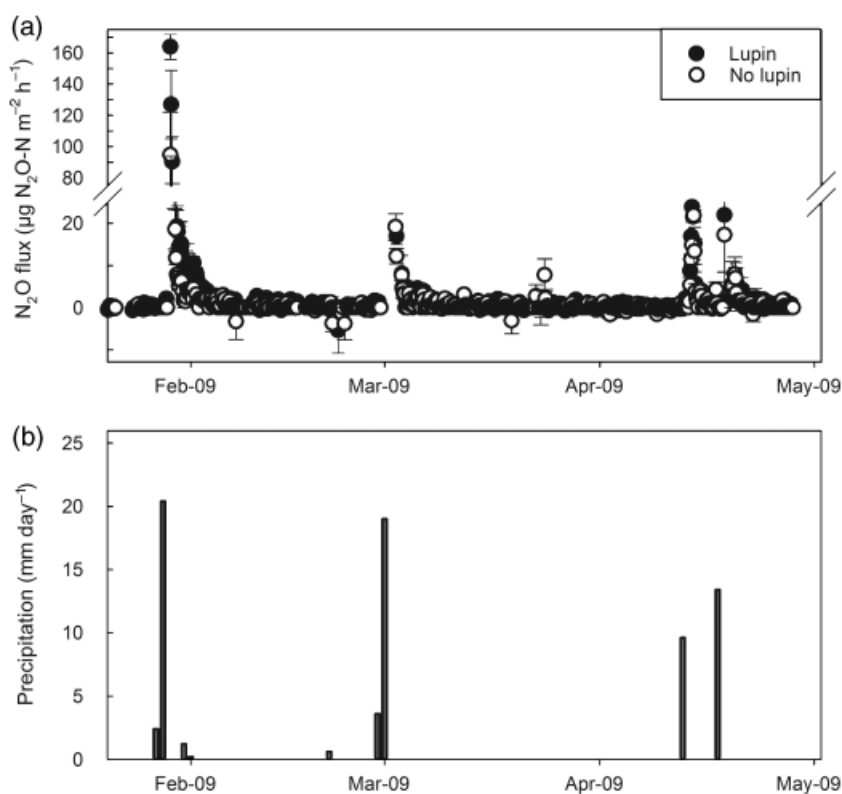 (a)
160
140
120
100
80
20
0
N₂O flux (µg N₂O-N m⁻² h⁻¹)
Lupin
No lupin
Feb-09 Mar-09 Apr-09 May-09
(b)
25
20
15
10
5
0
Precipitation (mm day⁻¹)
Feb-09 Mar-09 Apr-09 May-09